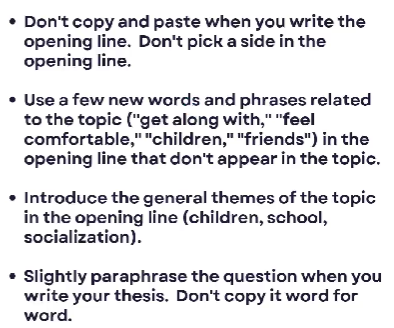 • Don't copy and paste when you write the
opening line.  Don't pick a side in the
opening line.
• Use a few new words and phrases related
to the topic ("get along with," "feel
comfortable," "children," "friends") in the
opening line that don't appear in the topic.
• Introduce the general themes of the topic
in the opening line (children, school,
socialization).
• Slightly paraphrase the question when you
write your thesis.  Don't copy it word for
word.